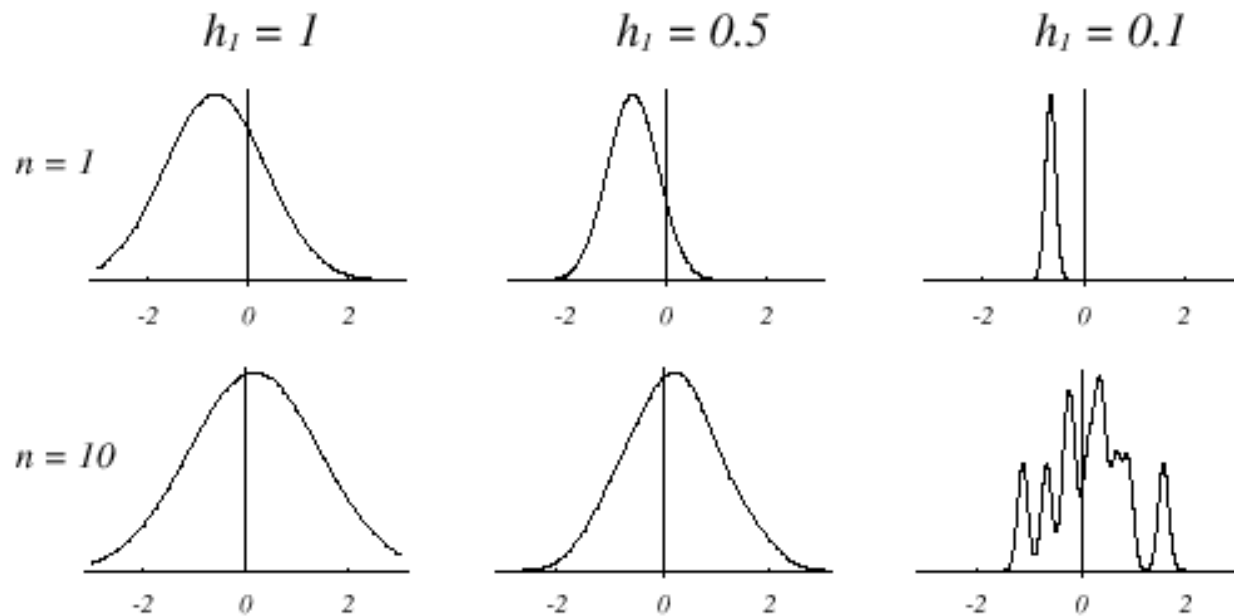 h₁ = 1 h₁ = 0.5 h₁ = 0.1
n = 1
-2 0 2 -2 0 2 -2 0 2
n = 10
-2 0 2 -2 0 2 -2 0 2